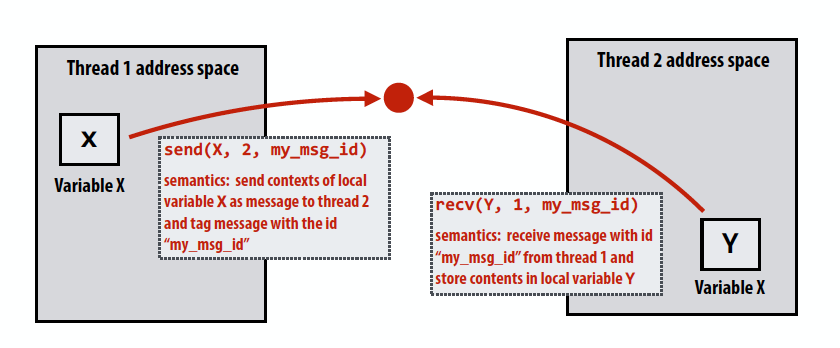 Thread 1 address space
x
Variable X
send(X, 2, my_msg_id)
semantics: send contexts of local
variable X as message to thread 2
and tag message with the id
“my_msg_id”
Thread 2 address space
recv(Y, 1, my_msg_id)
semantics: receive message with id
“my_msg_id” from thread 1 and
store contents in local variable Y
Y
Variable X